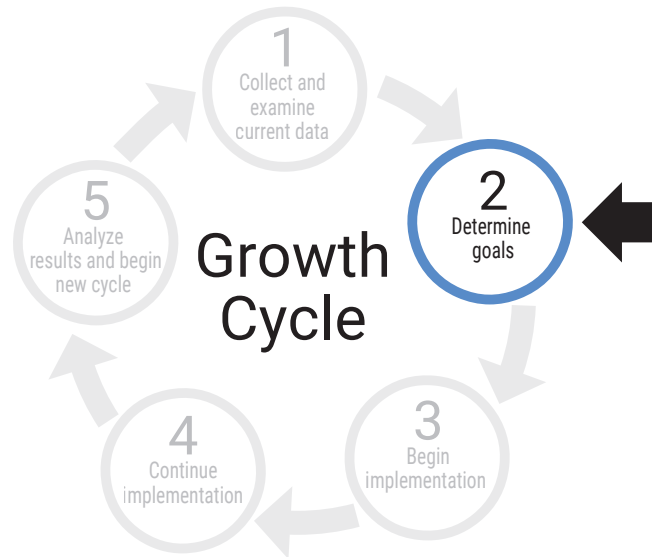 1
Collect and
examine
current data
2
Determine
goals
3
Begin
implementation
4
Continue
implementation
5
Analyze
results and begin
new cycle
Growth
Cycle